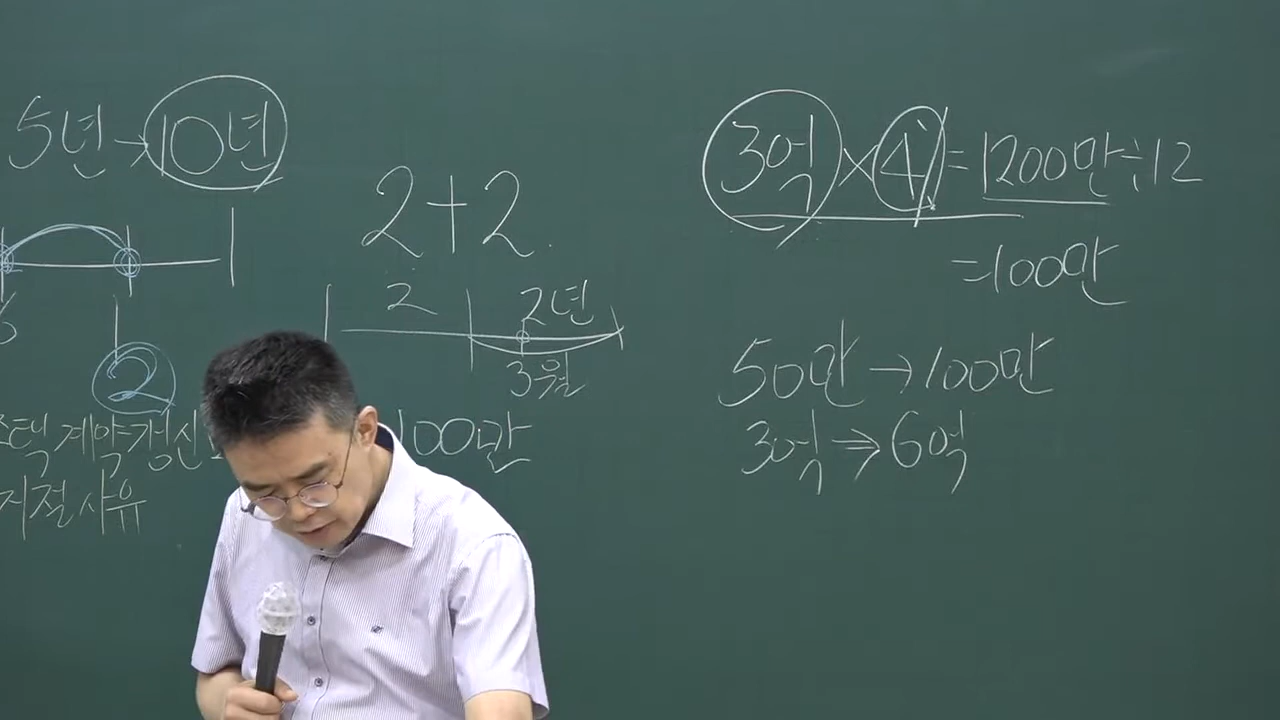 5년→10년
2+2
2 2년
3월
②
계약갱신
거절사유
100만
3억×4%=1200만÷12
=100만
50만→100만
3억→6억